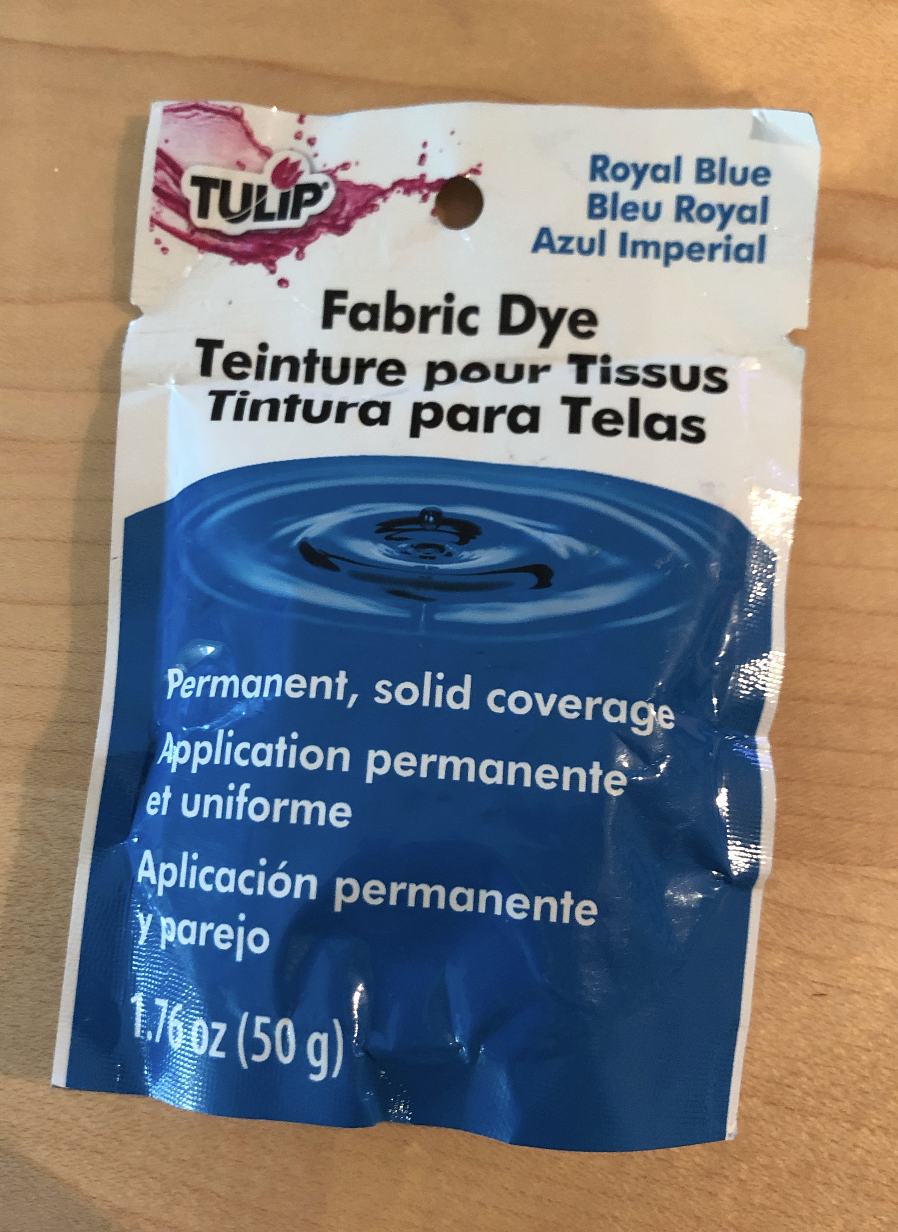 TULIP®
Royal Blue
Bleu Royal
Azul Imperial
Fabric Dye
Teinture pour Tissus
Tintura para Telas
Permanent, solid coverage
Application permanente
et uniforme
Aplicación permanente
y parejo
1.76 oz (50 g)